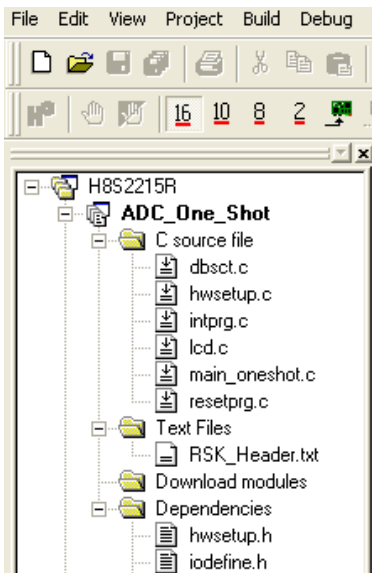 File Edit View Project Build Debug
16 10 8 2
H8S2215R
ADC_One_Shot
C source file
dbsct.c
hwsetup.c
intprg.c
lcd.c
main_oneshot.c
resetprg.c
Text Files
RSK_Header.txt
Download modules
Dependencies
hwsetup.h
iodefine.h